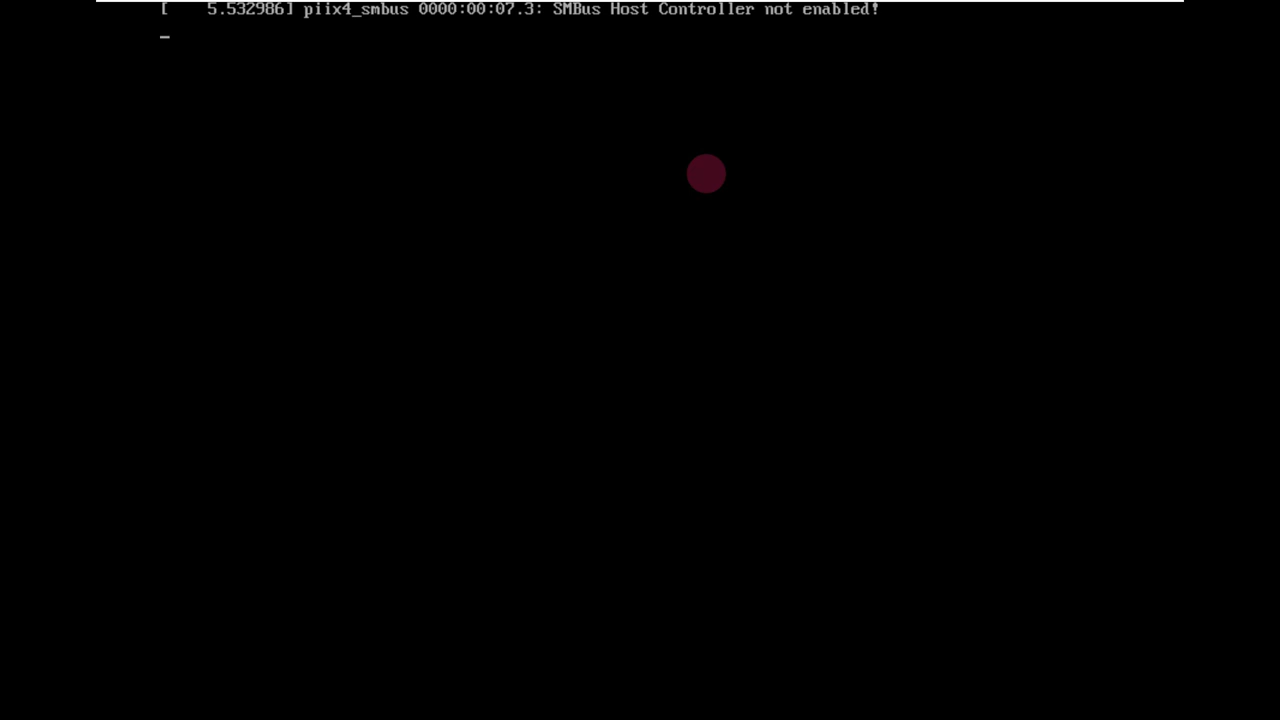 [    5.532986] piix4_smbus 0000:00:07.3: SMBus Host Controller not enabled!
_